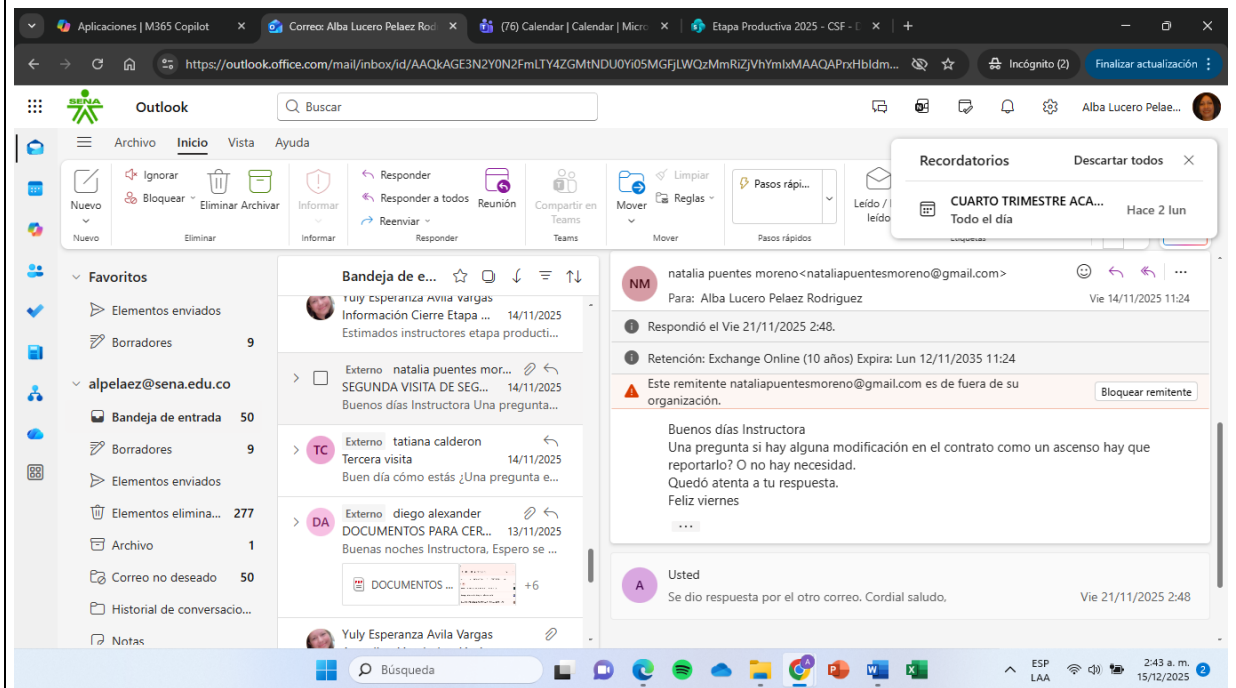 Aplicaciones | M365 Copilot
Correo: Alba Lucero Pelaez Rod
(76) Calendar | Calendar | Micro
Etapa Productiva 2025 - CSF - D
https://outlook.office.com/mail/inbox/id/
Incógnito (2)
Finalizar actualización
SENA
Outlook
Buscar
Alba Lucero Pelae...
Archivo Inicio Vista Ayuda
Recordatorios
Descartar todos
CUARTO TRIMESTRE ACA...
Todo el día
Hace 2 lun
Nuevo
Ignorar
Bloquear
Eliminar
Archivar
Informar
Responder
Responder a todos
Reenviar
Reunión
Compartir en
Teams
Mover
Limpiar
Reglas
Pasos rápi...
Leído /
leído
Nuevo
Eliminar
Informar
Responder
Teams
Mover
Pasos rápidos
Etiquetas
Favoritos
Elementos enviados
Borradores 9
alpelaez@sena.edu.co
Bandeja de entrada 50
Borradores 9
Elementos enviados
Elementos elimina... 277
Archivo 1
Correo no deseado 50
Historial de conversacio...
Notas
Bandeja de e...
Yuly Esperanza Avila Vargas
Información Cierre Etapa ... 14/11/2025
Estimados instructores etapa producti...
Externo natalia puentes mor...
SEGUNDA VISITA DE SEG... 14/11/2025
Buenos días Instructora Una pregunta...
TC
Externo tatiana calderon
Tercera visita 14/11/2025
Buen día cómo estás ¿Una pregunta e...
DA
Externo diego alexander
DOCUMENTOS PARA CER... 13/11/2025
Buenas noches Instructora, Espero se ...
DOCUMENTOS ...
+6
Yuly Esperanza Avila Vargas
NM
natalia puentes moreno<nataliapuentesmoreno@gmail.com>
Para: Alba Lucero Pelaez Rodriguez
Vie 14/11/2025 11:24
Respondió el Vie 21/11/2025 2:48.
Retención: Exchange Online (10 años) Expira: Lun 12/11/2035 11:24
Este remitente nataliapuentesmoreno@gmail.com es de fuera de su
organización.
Bloquear remitente
Buenos días Instructora
Una pregunta si hay alguna modificación en el contrato como un ascenso hay que
reportarlo? O no hay necesidad.
Quedó atenta a tu respuesta.
Feliz viernes
...
A
Usted
Se dio respuesta por el otro correo. Cordial saludo,
Vie 21/11/2025 2:48
Búsqueda
ESP
LAA
2:43 a. m.
15/12/2025
2